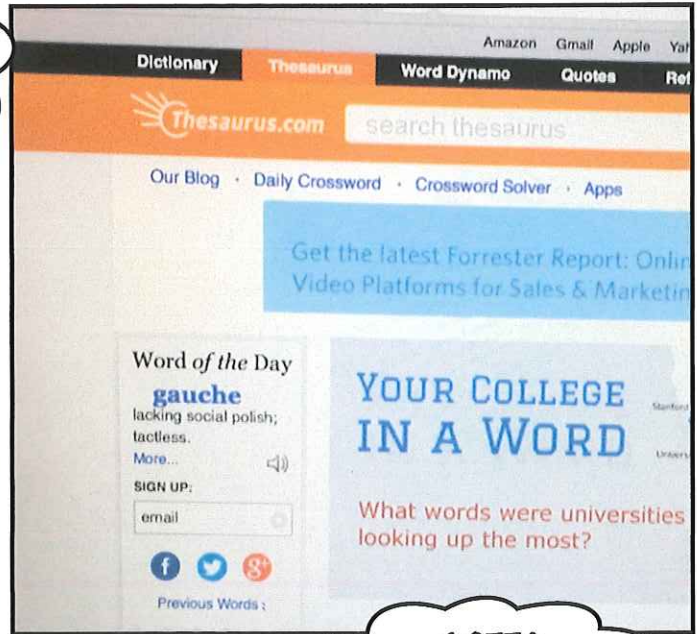 Amazon Gmail Apple
Dictionary Thesaurus Word Dynamo Quotes
Thesaurus.com search thesaurus
Our Blog · Daily Crossword · Crossword Solver · Apps
Get the latest Forrester Report:
Video Platforms for Sales &
Word of the Day
gauche
lacking social polish;
tactless.
More...
SIGN UP:
email
YOUR COLLEGE
IN A WORD
Stanford
What words were universities
looking up the most?
f g+
Previous Words :